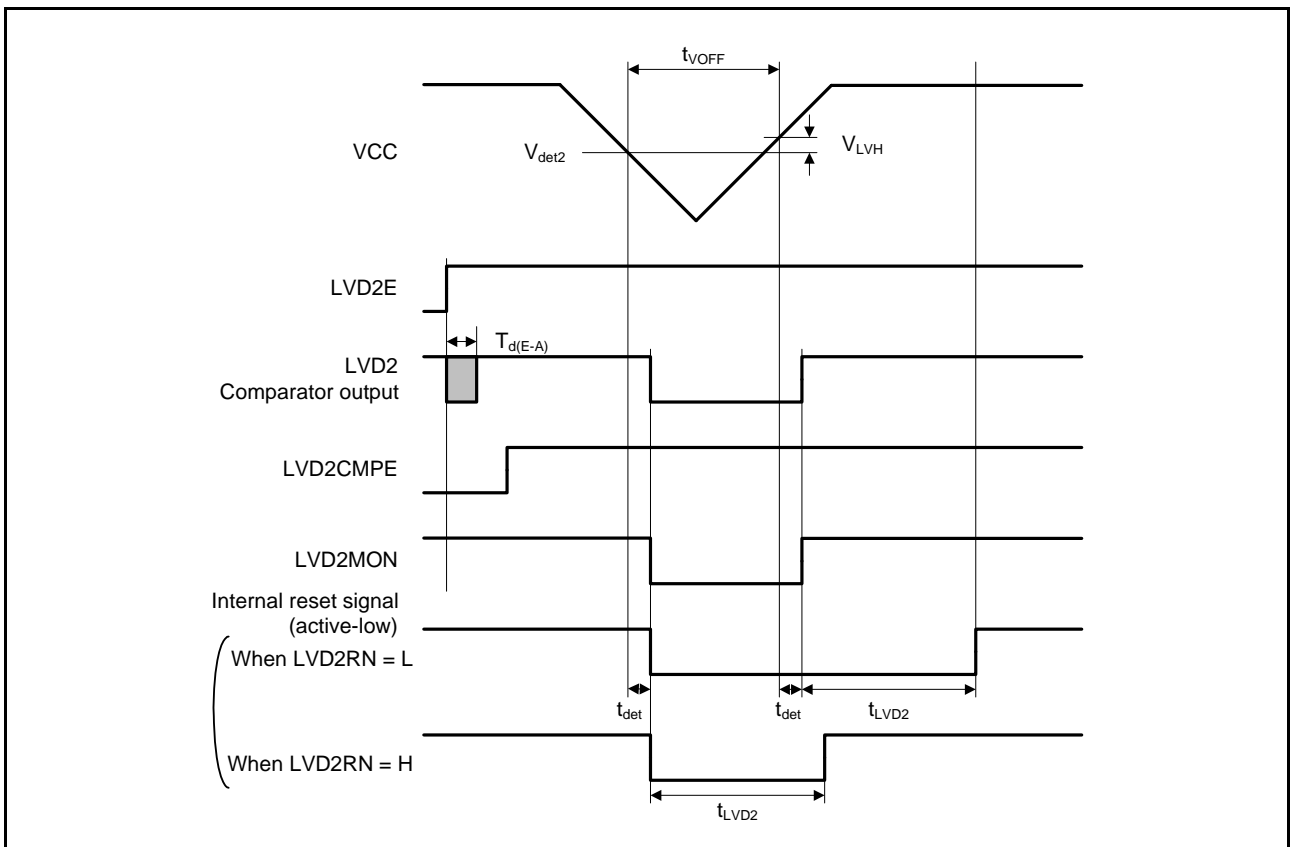 tVOFF
VCC
Vdet2
VLVH
LVD2E
Td(E-A)
LVD2
Comparator output
LVD2CMPE
LVD2MON
Internal reset signal
(active-low)
When LVD2RN = L
tdet
tdet
tLVD2
When LVD2RN = H
tLVD2